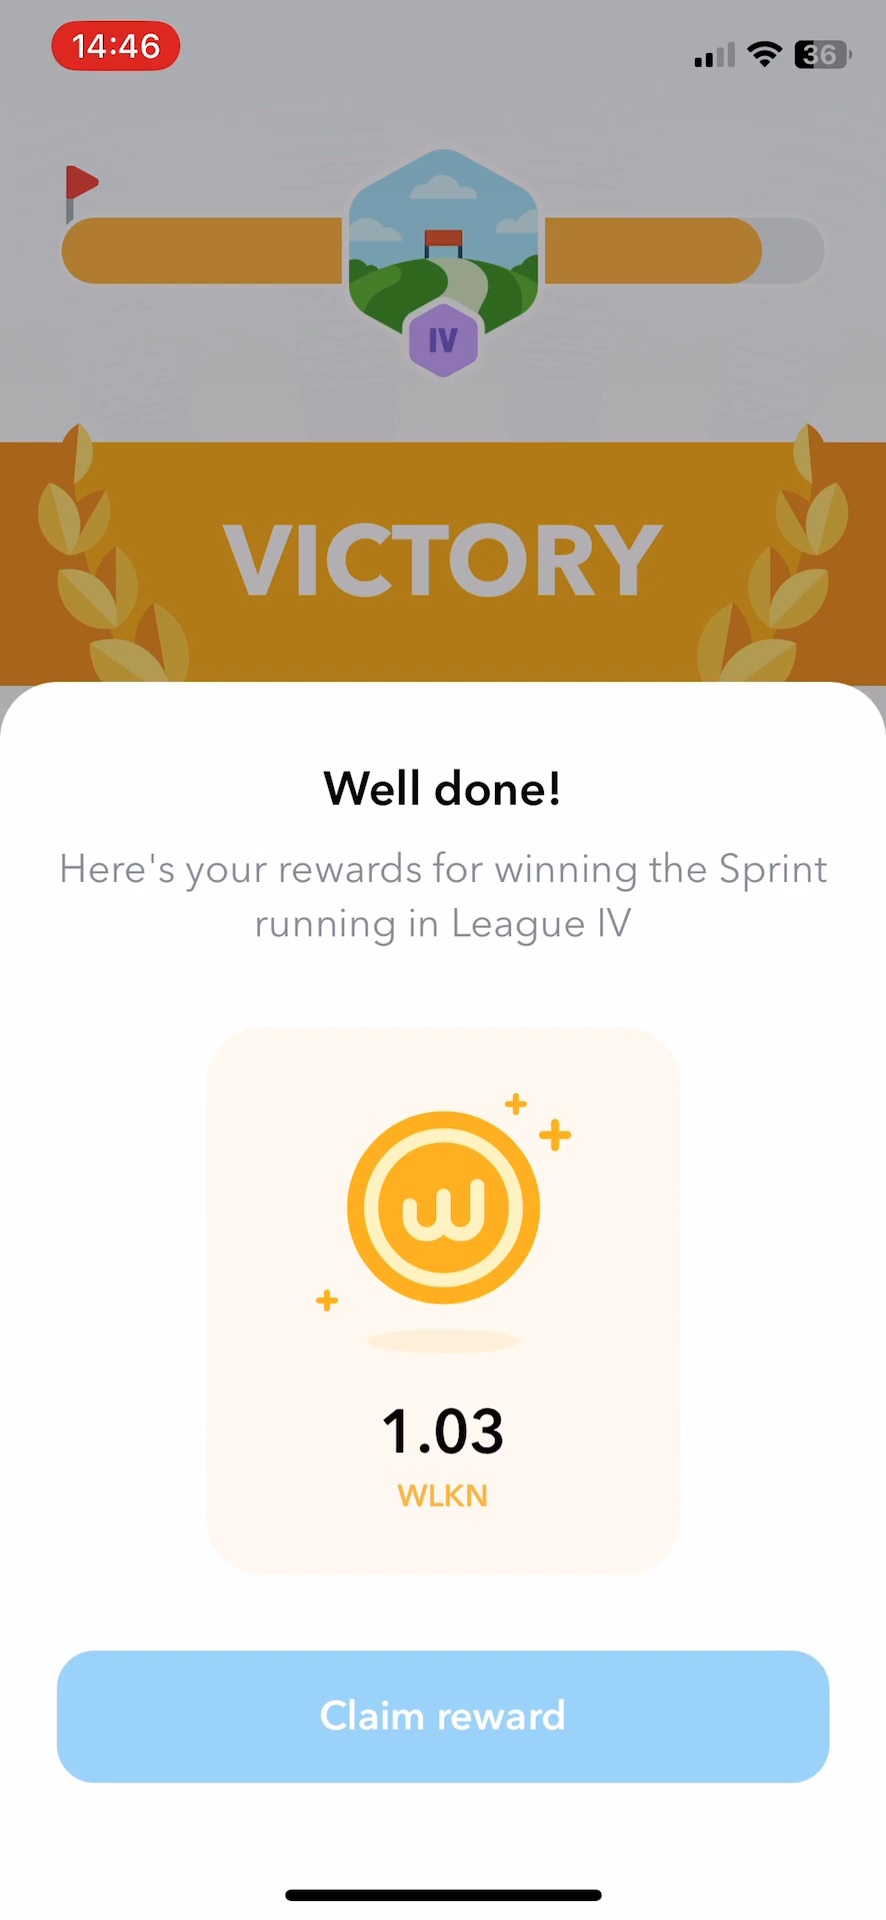 14:46
36
IV
VICTORY
Well done!
Here's your rewards for winning the Sprint
running in League IV
1.03
WLKN
Claim reward